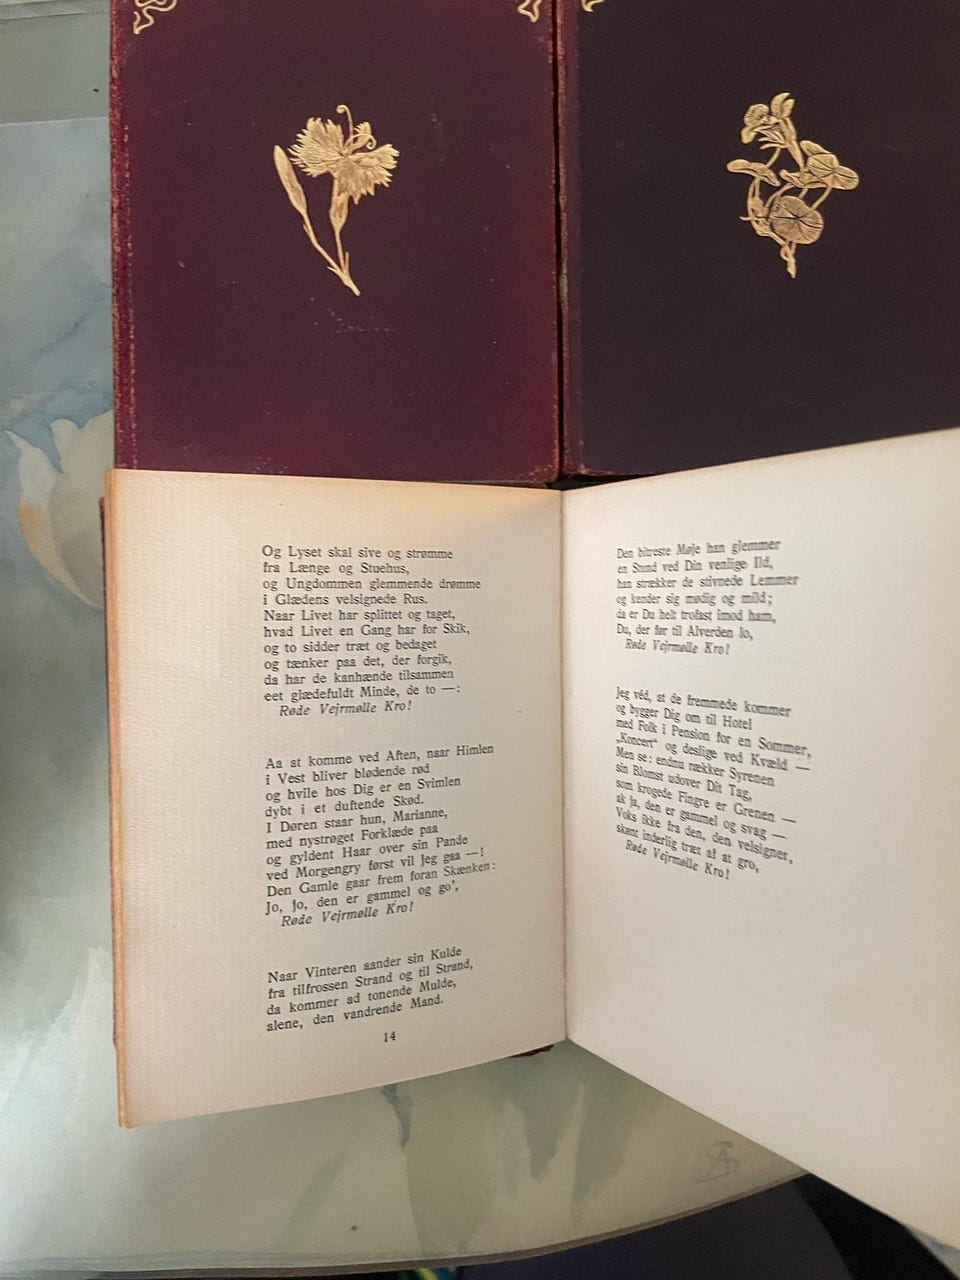 Og Lyset skal sive og strømme
fra Længe og Stuehus,
og Ungdommen glemmende drømme
i Glædens velsignede Rus.
Naar Livet har splittet og taget,
hvad Livet en Gang har for Skik,
og to sidder træt og bedaget
og tænker paa det, der forgik,
da har de kanhænde tilsammen
eet glædefuldt Minde, de to —:
Røde Vejrmølle Kro!
Aa at komme ved Aften, naar Himlen
i Vest bliver blødende rød
og hvile hos Dig er en Svimlen
dybt i et duftende Skød.
I Døren staar hun, Marianne,
med nystrøget Forklæde paa
og gyldent Haar over sin Pande
ved Morgengry først vil jeg gaa —!
Den Gamle gaar frem foran Skænken:
Jo, jo, den er gammel og go',
Røde Vejrmølle Kro!
Naar Vinteren aander sin Kulde
fra tilfrossen Strand og til Strand,
da kommer ad tonende Mulde,
alene, den vandrende Mand.
14
Den bitreste Møje han glemmer
en Stund ved Din venlige Ild,
han strækker de stivnede Lemmer
og kender sig mødig og mild;
da er Du helt trofast imod ham,
Du, der før til Alverden lo,
Røde Vejrmølle Kro!
Jeg véd, at de fremmede kommer
og bygger Dig om til Hotel
med Folk i Pension for en Sommer,
„Koncert“ og deslige ved Kvæld —
Men se: endnu rækker Syrenen
sin Blomst udover Dit Tag,
som krogede Fingre er Grenen —
ak ja, den er gammel og svag —
Voks ikke fra den, den velsigner,
skønt inderlig træt af at gro,
Røde Vejrmølle Kro!